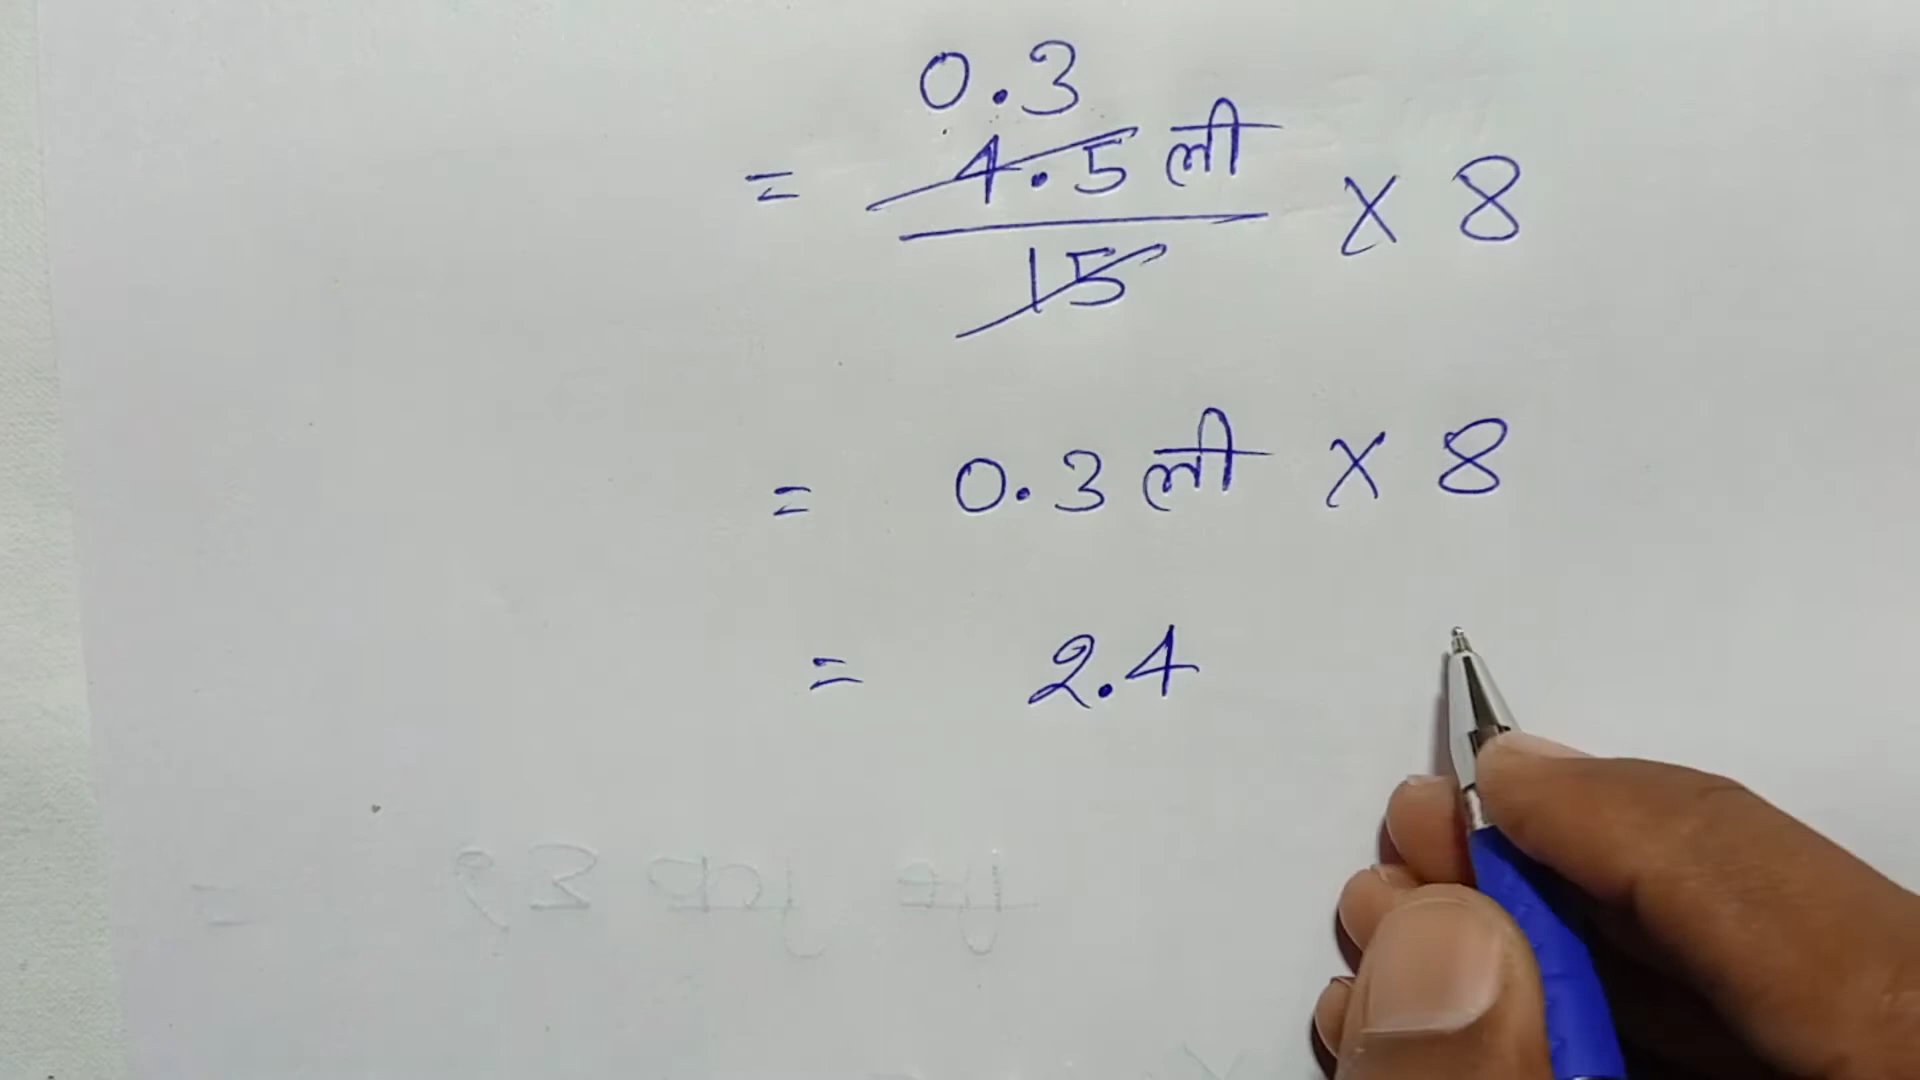 0.3
= 4.5 ली × 8
15
= 0.3 ली × 8
= 2.4